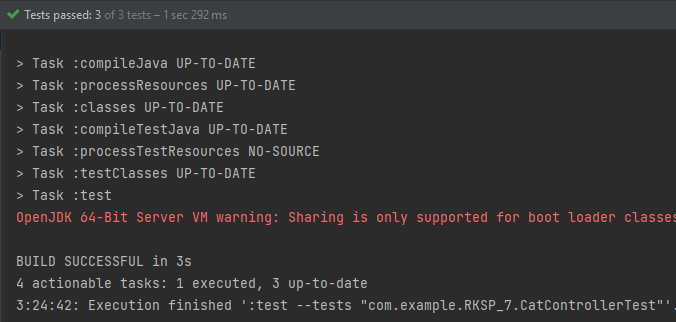 Tests passed: 3 of 3 tests – 1 sec 292 ms
> Task :compileJava UP-TO-DATE
> Task :processResources UP-TO-DATE
> Task :classes UP-TO-DATE
> Task :compileTestJava UP-TO-DATE
> Task :processTestResources NO-SOURCE
> Task :testClasses UP-TO-DATE
> Task :test
OpenJDK 64-Bit Server VM warning: Sharing is only supported for boot loader classes
BUILD SUCCESSFUL in 3s
4 actionable tasks: 1 executed, 3 up-to-date
3:24:42: Execution finished ':test --tests "com.example.RKSP_7.CatControllerTest"'.